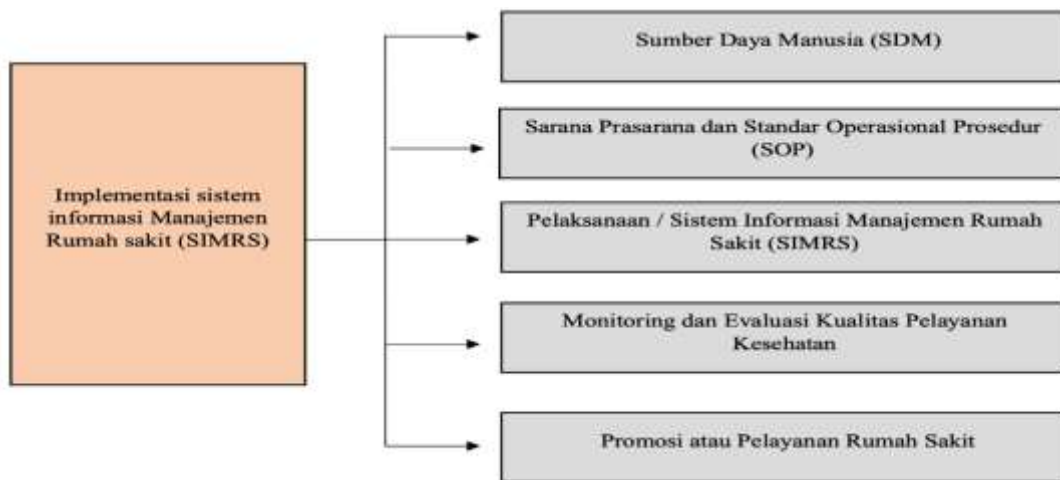 Implementasi sistem
informasi Manajemen
Rumah sakit (SIMRS)
Sumber Daya Manusia (SDM)
Sarana Prasarana dan Standar Operasional Prosedur
(SOP)
Pelaksanaan / Sistem Informasi Manajemen Rumah
Sakit (SIMRS)
Monitoring dan Evaluasi Kualitas Pelayanan
Kesehatan
Promosi atau Pelayanan Rumah Sakit